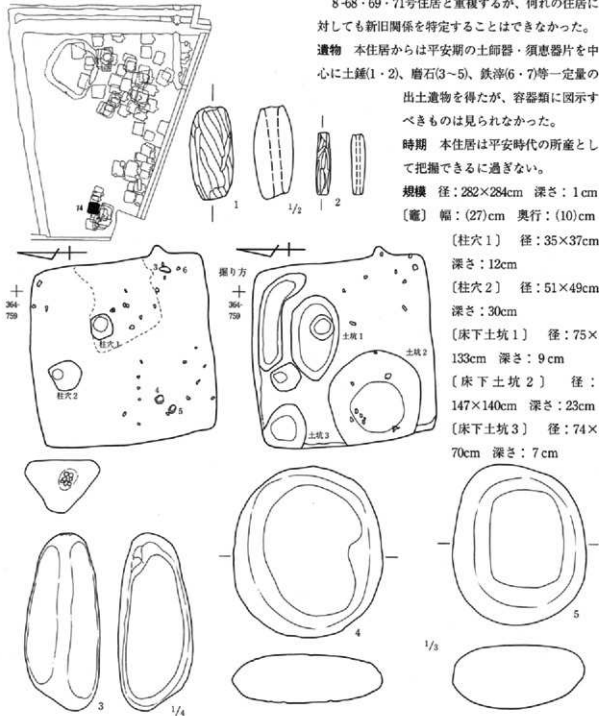 8-68・69・71号住居と重複するが、何れの住居に
対しても新旧関係を特定することはできなかった。
遺物　本住居からは平安期の土師器・須恵器片を中
心に土錘(1・2)、磨石(3~5)、鉄滓(6・7)等一定量の
出土遺物を得たが、容器類に図示す
べきものは見られなかった。
時期　本住居は平安時代の所産とし
て把握できるに過ぎない。
規模　径:282×284cm　深さ:1cm
〔竈〕　幅:(27)cm　奥行:(10)cm
〔柱穴1〕　径:35×37cm
深さ:12cm
〔柱穴2〕　径:51×49cm
深さ:30cm
〔床下土坑1〕　径:75×
133cm　深さ:9cm
〔床下土坑2〕　径:
147×140cm　深さ:23cm
〔床下土坑3〕　径:74×
70cm　深さ:7cm
14
1
1/2
2
364-
759
3
6
柱穴1
柱穴2
4
5
掘り方
364-
759
土坑1
土坑2
土坑3
3
1/4
4
1/3
5